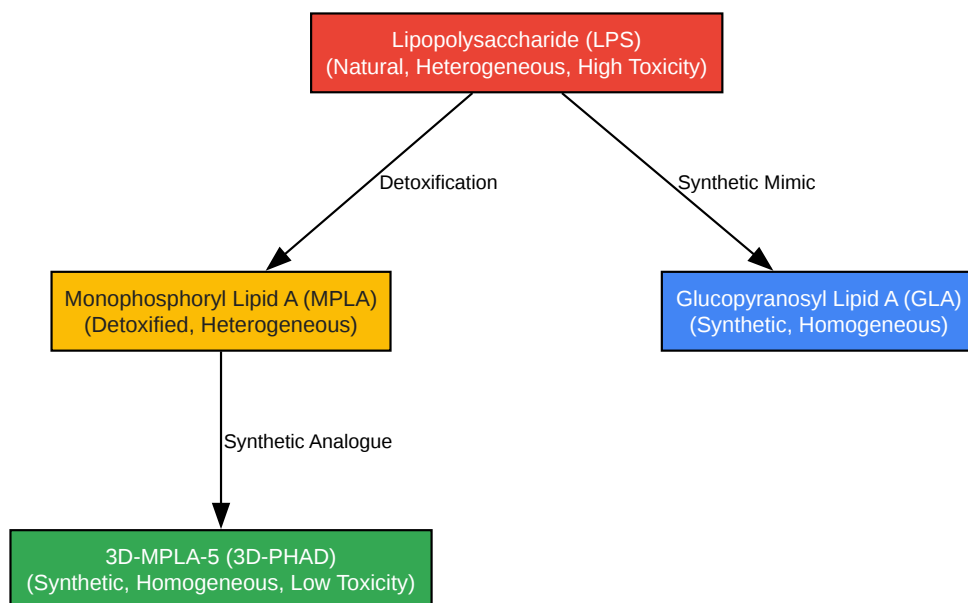 Lipopolysaccharide (LPS)
(Natural, Heterogeneous, High Toxicity)
Detoxification
Synthetic Mimic
Monophosphoryl Lipid A (MPLA)
(Detoxified, Heterogeneous)
Glucopyranosyl Lipid A (GLA)
(Synthetic, Homogeneous)
Synthetic Analogue
3D-MPLA-5 (3D-PHAD)
(Synthetic, Homogeneous, Low Toxicity)